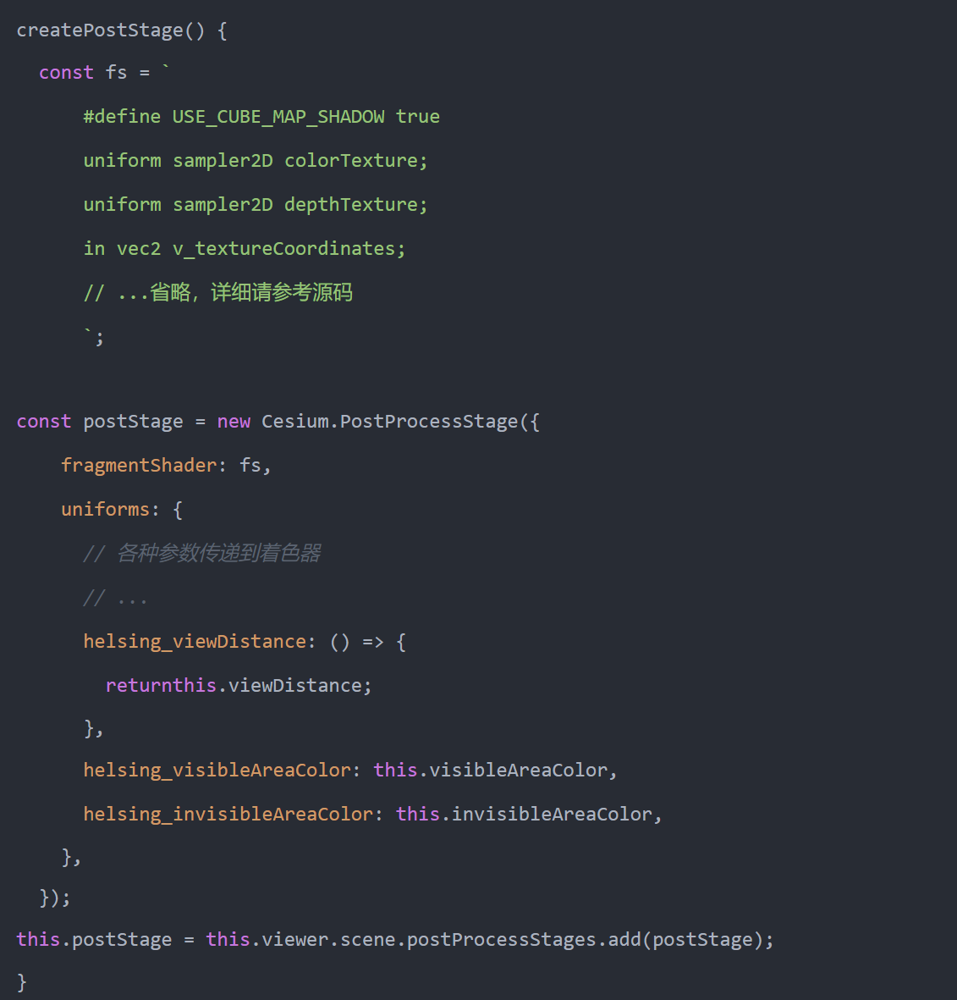 createPostStage() {
  const fs = `
      #define USE_CUBE_MAP_SHADOW true
      uniform sampler2D colorTexture;
      uniform sampler2D depthTexture;
      in vec2 v_textureCoordinates;
      // ...省略，详细请参考源码
      `;
const postStage = new Cesium.PostProcessStage({
    fragmentShader: fs,
    uniforms: {
      // 各种参数传递到着色器
      // ...
      helsing_viewDistance: () => {
        returnthis.viewDistance;
      },
      helsing_visibleAreaColor: this.visibleAreaColor,
      helsing_invisibleAreaColor: this.invisibleAreaColor,
    },
  });
this.postStage = this.viewer.scene.postProcessStages.add(postStage);
}